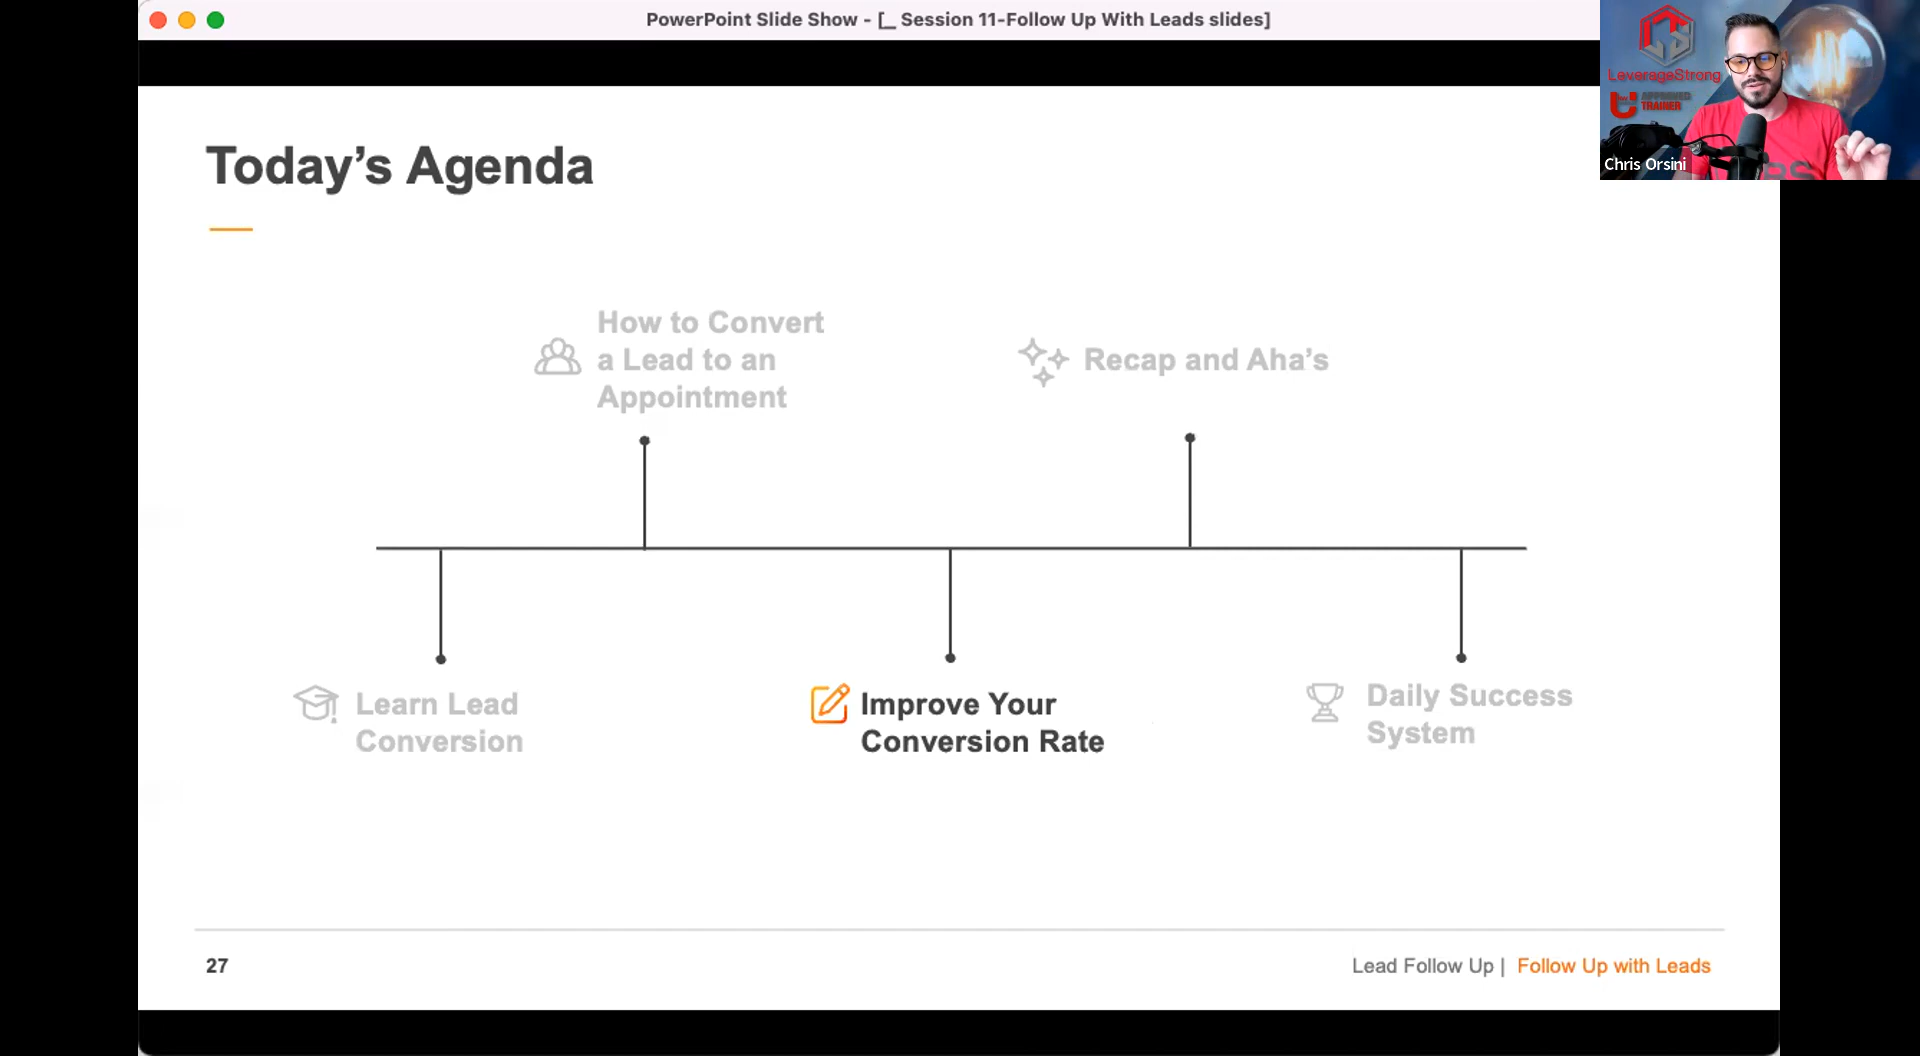 PowerPoint Slide Show - [_ Session 11-Follow Up With Leads slides]
LeverageStrong
APPROVED
TRAINER
Chris Orsini
Today’s Agenda
How to Convert
a Lead to an
Appointment
Recap and Aha’s
Learn Lead
Conversion
Improve Your
Conversion Rate
Daily Success
System
27
Lead Follow Up | Follow Up with Leads